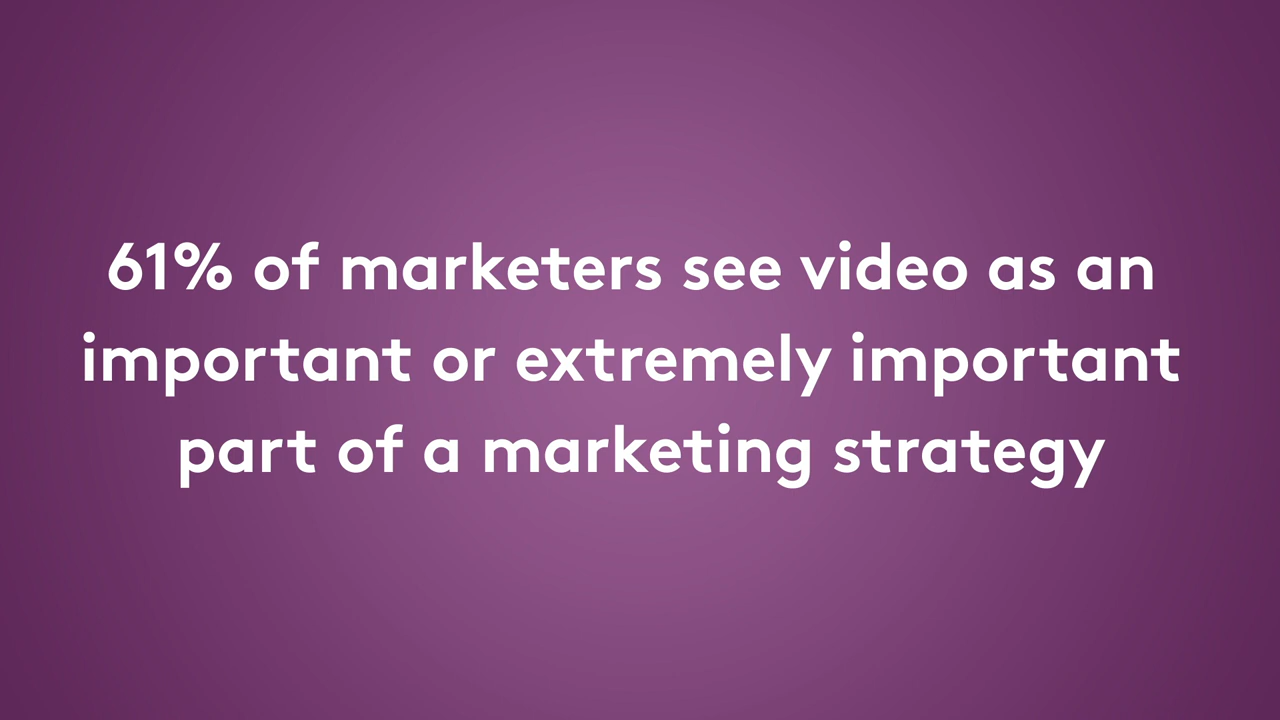 61% of marketers see video as an
important or extremely important
part of a marketing strategy